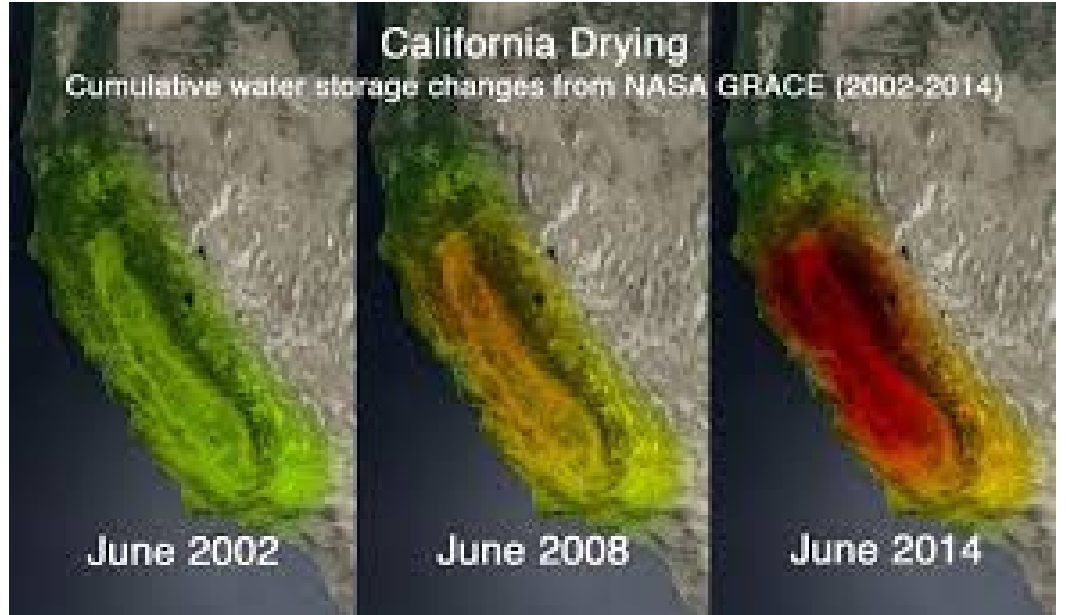 California Drying
Cumulative water storage changes from NASA GRACE (2002-2014)
June 2002
June 2008
June 2014